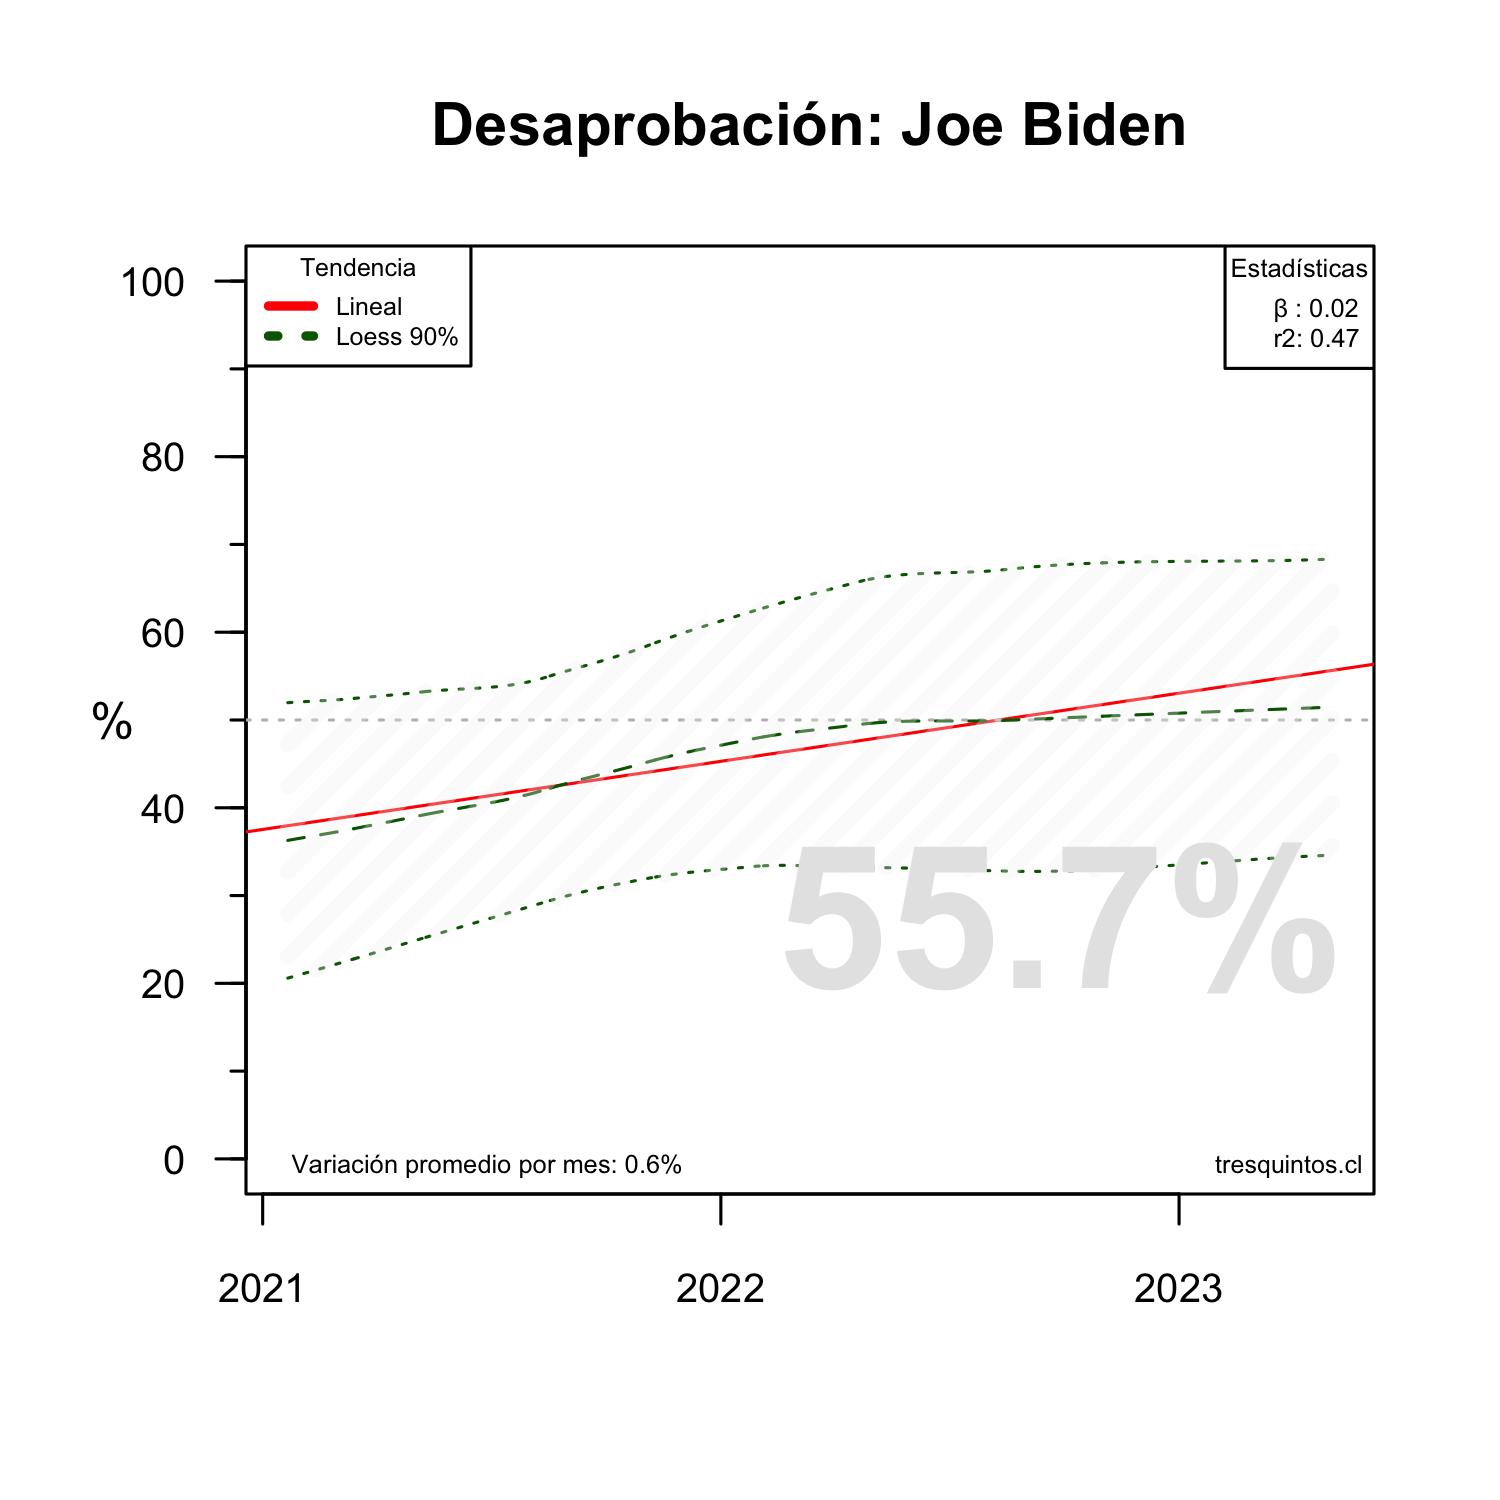 Desaprobación: Joe Biden
Tendencia
Lineal
Loess 90%
Estadísticas
β : 0.02
r2: 0.47
100
80
60
%
40
20
0
55.7%
Variación promedio por mes: 0.6%
tresquintos.cl
2021
2022
2023